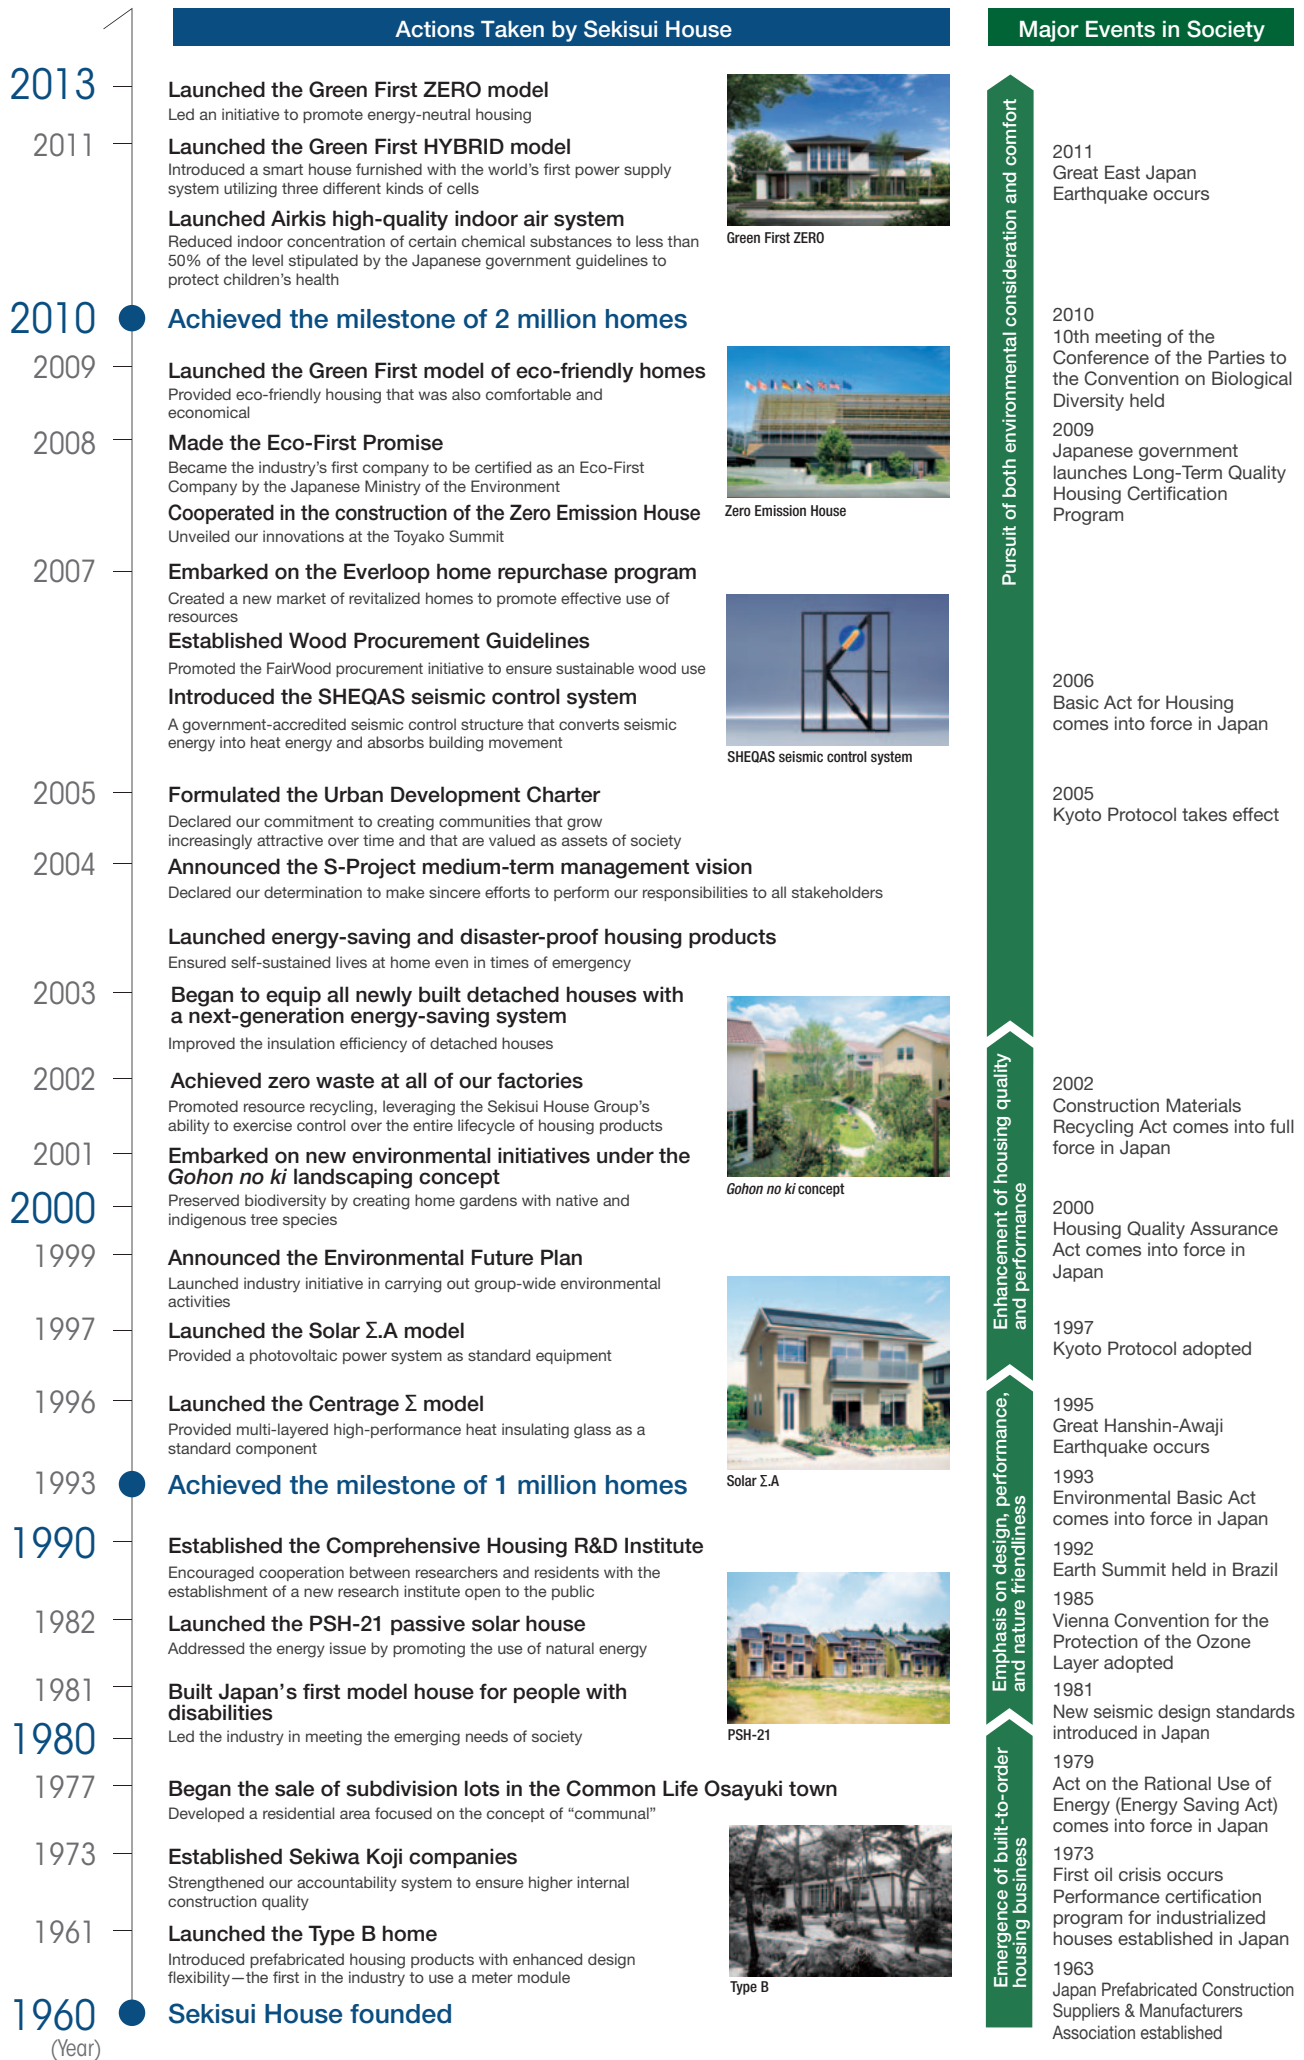 Actions Taken by Sekisui House
Major Events in Society
2013
Launched the Green First ZERO model
Led an initiative to promote energy-neutral housing
2011
Launched the Green First HYBRID model
Introduced a smart house furnished with the world's first power supply
system utilizing three different kinds of cells
Launched Airkis high-quality indoor air system
Reduced indoor concentration of certain chemical substances to less than
50% of the level stipulated by the Japanese government guidelines to
protect children's health
Green First ZERO
2010
Achieved the milestone of 2 million homes
2009
Launched the Green First model of eco-friendly homes
Provided eco-friendly housing that was also comfortable and
economical
2008
Made the Eco-First Promise
Became the industry's first company to be certified as an Eco-First
Company by the Japanese Ministry of the Environment
Cooperated in the construction of the Zero Emission House
Unveiled our innovations at the Toyako Summit
Zero Emission House
2007
Embarked on the Everloop home repurchase program
Created a new market of revitalized homes to promote effective use of
resources
Established Wood Procurement Guidelines
Promoted the FairWood procurement initiative to ensure sustainable wood use
Introduced the SHEQAS seismic control system
A government-accredited seismic control structure that converts seismic
energy into heat energy and absorbs building movement
SHEQAS seismic control system
2005
Formulated the Urban Development Charter
Declared our commitment to creating communities that grow
increasingly attractive over time and that are valued as assets of society
2004
Announced the S-Project medium-term management vision
Declared our determination to make sincere efforts to perform our responsibilities to all stakeholders
Launched energy-saving and disaster-proof housing products
Ensured self-sustained lives at home even in times of emergency
2003
Began to equip all newly built detached houses with
a next-generation energy-saving system
Improved the insulation efficiency of detached houses
2002
Achieved zero waste at all of our factories
Promoted resource recycling, leveraging the Sekisui House Group's
ability to exercise control over the entire lifecycle of housing products
2001
Embarked on new environmental initiatives under the
Gohon no ki landscaping concept
Preserved biodiversity by creating home gardens with native and
indigenous tree species
Gohon no ki concept
2000
1999
Announced the Environmental Future Plan
Launched industry initiative in carrying out group-wide environmental
activities
1997
Launched the Solar Σ.A model
Provided a photovoltaic power system as standard equipment
1996
Launched the Centrage Σ model
Provided multi-layered high-performance heat insulating glass as a
standard component
Solar Σ.A
1993
Achieved the milestone of 1 million homes
1990
Established the Comprehensive Housing R&D Institute
Encouraged cooperation between researchers and residents with the
establishment of a new research institute open to the public
1982
Launched the PSH-21 passive solar house
Addressed the energy issue by promoting the use of natural energy
1981
Built Japan's first model house for people with
disabilities
Led the industry in meeting the emerging needs of society
PSH-21
1980
1977
Began the sale of subdivision lots in the Common Life Osayuki town
Developed a residential area focused on the concept of “communal”
1973
Established Sekiwa Koji companies
Strengthened our accountability system to ensure higher internal
construction quality
1961
Launched the Type B home
Introduced prefabricated housing products with enhanced design
flexibility—the first in the industry to use a meter module
Type B
1960
Sekisui House founded
(Year)
Pursuit of both environmental consideration and comfort
Enhancement of housing quality
and performance
Emphasis on design, performance,
and nature friendliness
Emergence of built-to-order
housing business
2011
Great East Japan
Earthquake occurs
2010
10th meeting of the
Conference of the Parties to
the Convention on Biological
Diversity held
2009
Japanese government
launches Long-Term Quality
Housing Certification
Program
2006
Basic Act for Housing
comes into force in Japan
2005
Kyoto Protocol takes effect
2002
Construction Materials
Recycling Act comes into full
force in Japan
2000
Housing Quality Assurance
Act comes into force in
Japan
1997
Kyoto Protocol adopted
1995
Great Hanshin-Awaji
Earthquake occurs
1993
Environmental Basic Act
comes into force in Japan
1992
Earth Summit held in Brazil
1985
Vienna Convention for the
Protection of the Ozone
Layer adopted
1981
New seismic design standards
introduced in Japan
1979
Act on the Rational Use of
Energy (Energy Saving Act)
comes into force in Japan
1973
First oil crisis occurs
Performance certification
program for industrialized
houses established in Japan
1963
Japan Prefabricated Construction
Suppliers & Manufacturers
Association established